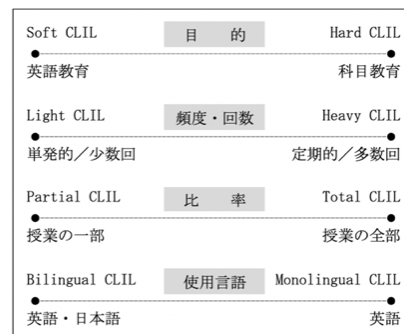 Soft CLIL 目 的 Hard CLIL
英語教育 科目教育
Light CLIL 頻度・回数 Heavy CLIL
単発的／少数回 定期的／多数回
Partial CLIL 比 率 Total CLIL
授業の一部 授業の全部
Bilingual CLIL 使用言語 Monolingual CLIL
英語・日本語 英語